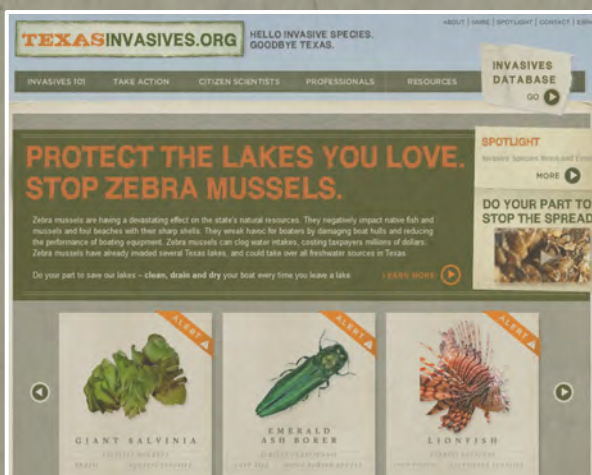 TEXASINVASIVES.ORG
HELLO INVASIVE SPECIES.
GOODBYE TEXAS.
ABOUT | MORE | SPOTLIGHT | CONTACT |
INVASIVES 101 TAKE ACTION CITIZEN SCIENTISTS PROFESSIONALS RESOURCES
INVASIVES
DATABASE
GO
PROTECT THE LAKES YOU LOVE.
STOP ZEBRA MUSSELS.
Zebra mussels are having a devastating effect on the state's natural resources. They negatively impact native fish and
mussels and foul beaches with their sharp shells. They wreak havoc for boaters by damaging boat hulls and reducing
the performance of boating equipment. Zebra mussels can clog water intakes, costing taxpayers millions of dollars.
Zebra mussels have already invaded several Texas lakes, and could take over all freshwater sources in Texas.
Do your part to save our lakes – clean, drain and dry your boat every time you leave a lake.
LEARN MORE
SPOTLIGHT
Invasive Species News and
MORE
DO YOUR PART TO
STOP THE SPREAD
ALERT
GIANT SALVINIA
ALERT
EMERALD
ASH BORER
ALERT
LIONFISH